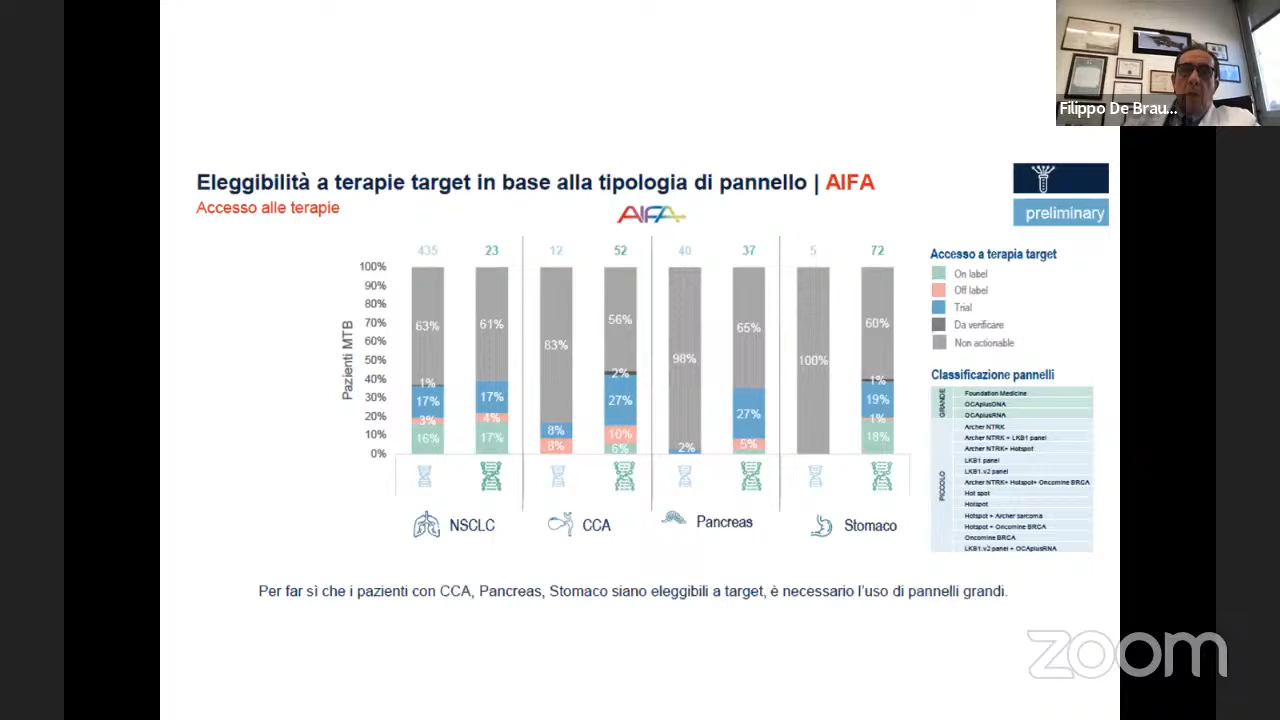 Filippo De Brau...
Eleggibilità a terapie target in base alla tipologia di pannello | AIFA
Accesso alle terapie
AIFA
preliminary
435 23 12 52 40 37 5 72
Pazienti MTB
100%
90%
80%
70%
60%
50%
40%
30%
20%
10%
0%
63%
1%
17%
3%
16%
61%
17%
4%
17%
83%
8%
8%
56%
2%
27%
10%
6%
98%
2%
65%
27%
5%
100%
60%
1%
19%
1%
18%
NSCLC
CCA
Pancreas
Stomaco
Accesso a terapia target
On label
Off label
Trial
Da verificare
Non actionable
Classificazione pannelli
GRANDE
Foundation Medicine
OCAplusDNA
OCAplusRNA
PICCOLO
Archer NTRK
Archer NTRK + LKB1 panel
Archer NTRK+ Hotspot
LKB1 panel
LKB1.v2 panel
Archer NTRK+ Hotspot+ Oncomine BRCA
Hot spot
Hotspot
Hotspot + Archer sarcoma
Hotspot + Oncomine BRCA
Oncomine BRCA
LKB1.v2 panel + OCAplusRNA
Per far sì che i pazienti con CCA, Pancreas, Stomaco siano eleggibili a target, è necessario l'uso di pannelli grandi.
zoom